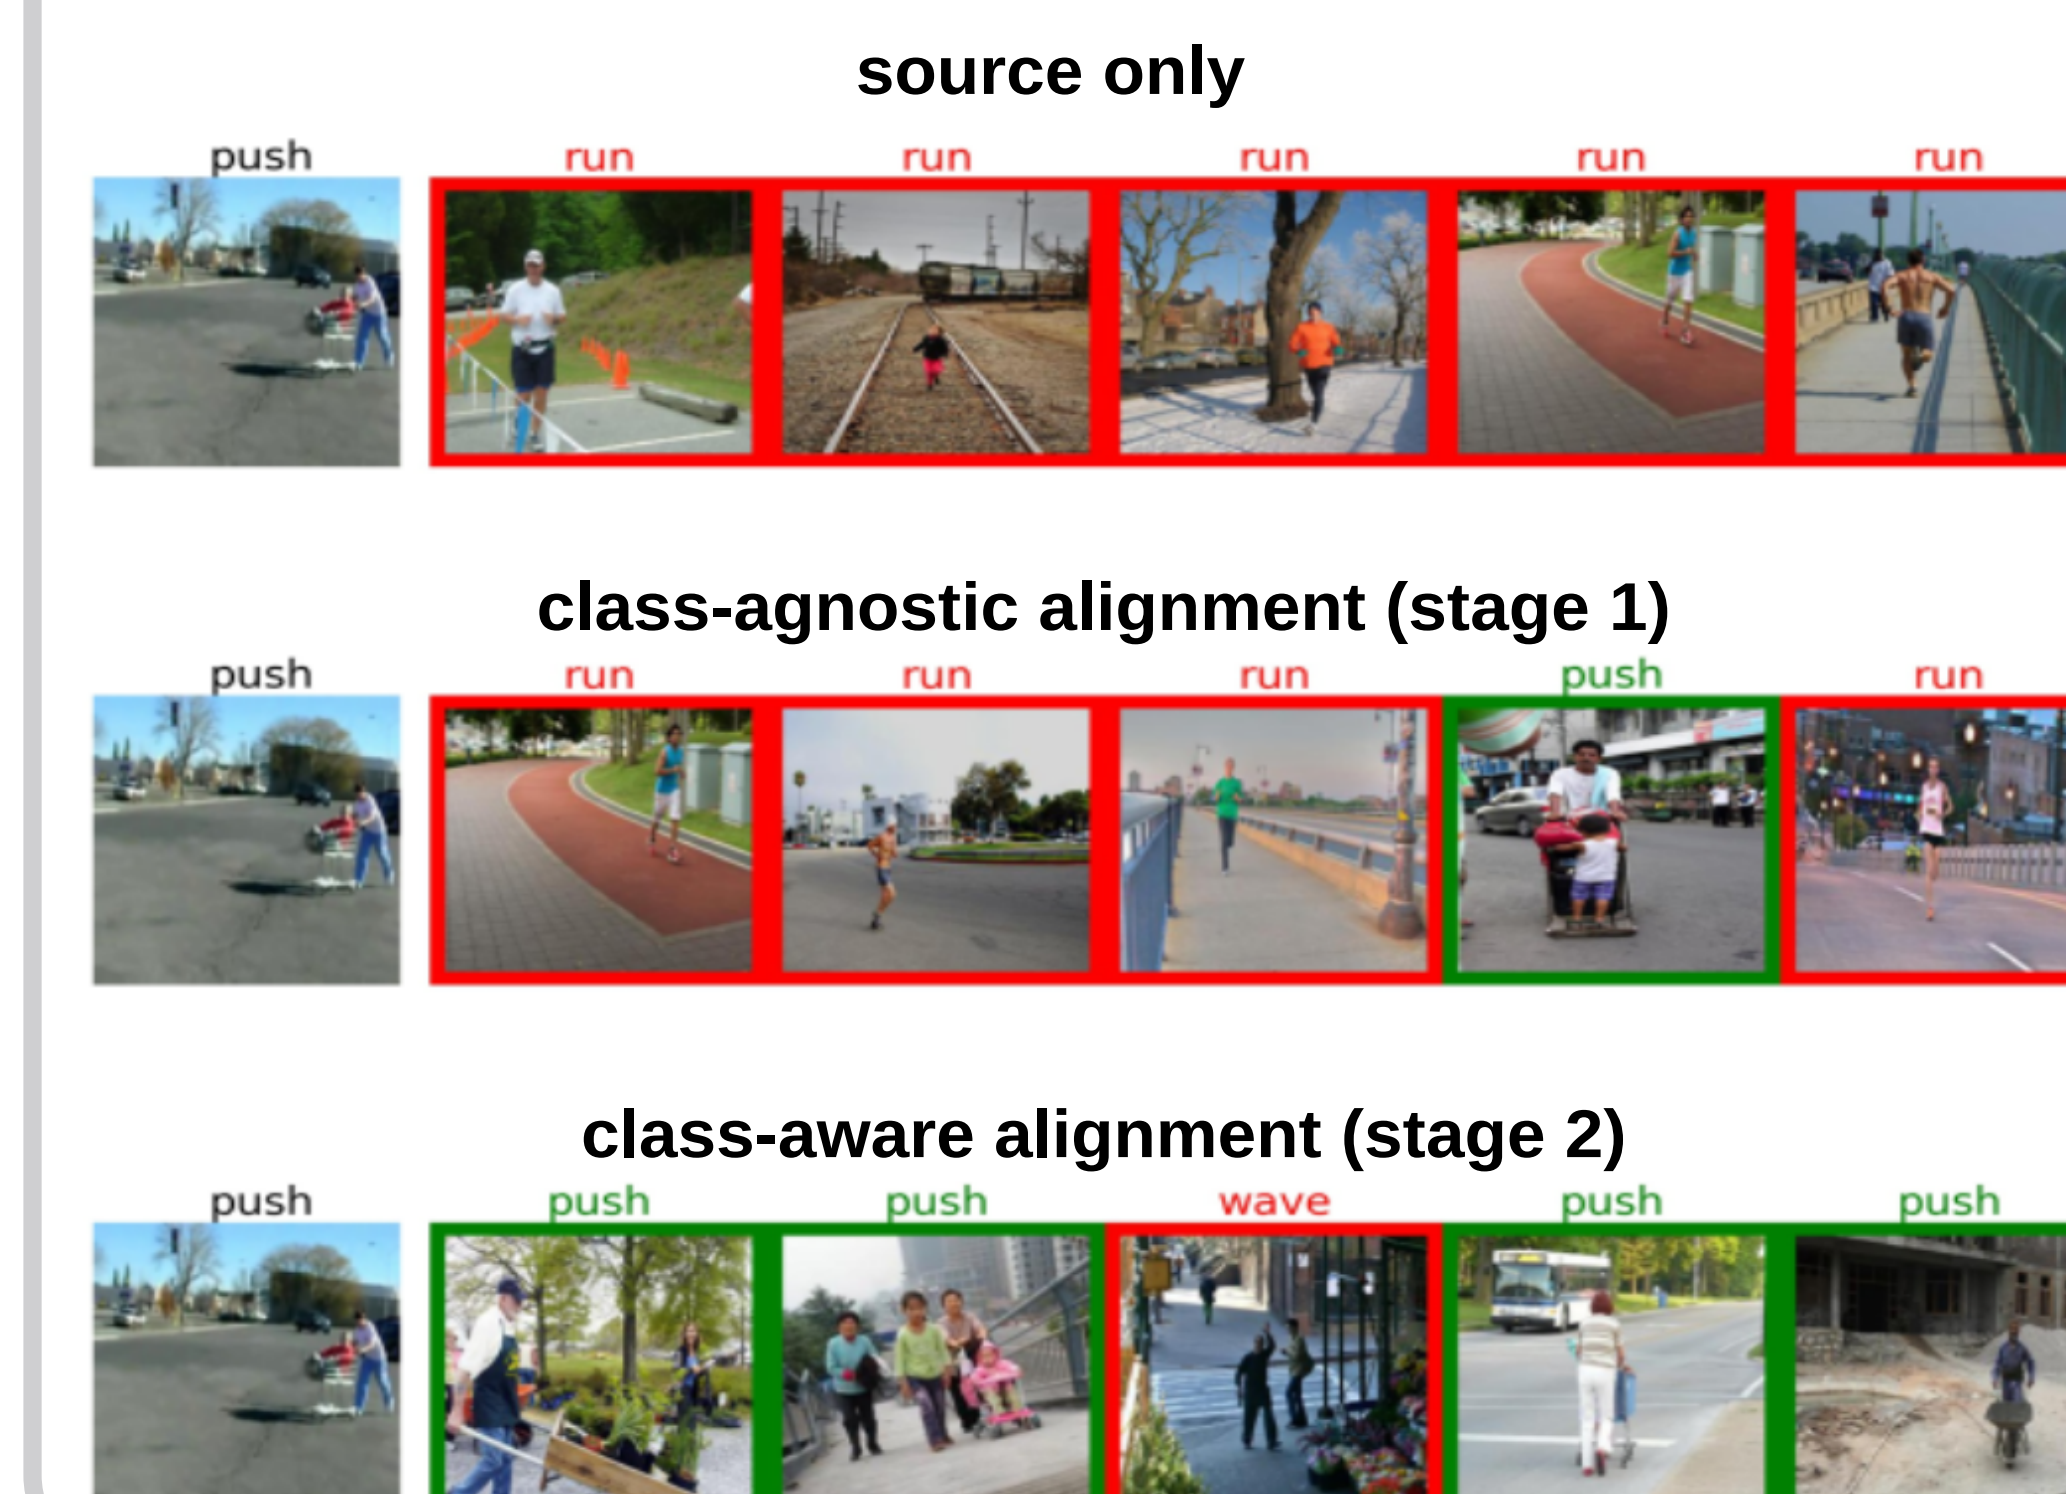 source only
push run run run run run
class-agnostic alignment (stage 1)
push run run run push run
class-aware alignment (stage 2)
push push push wave push push